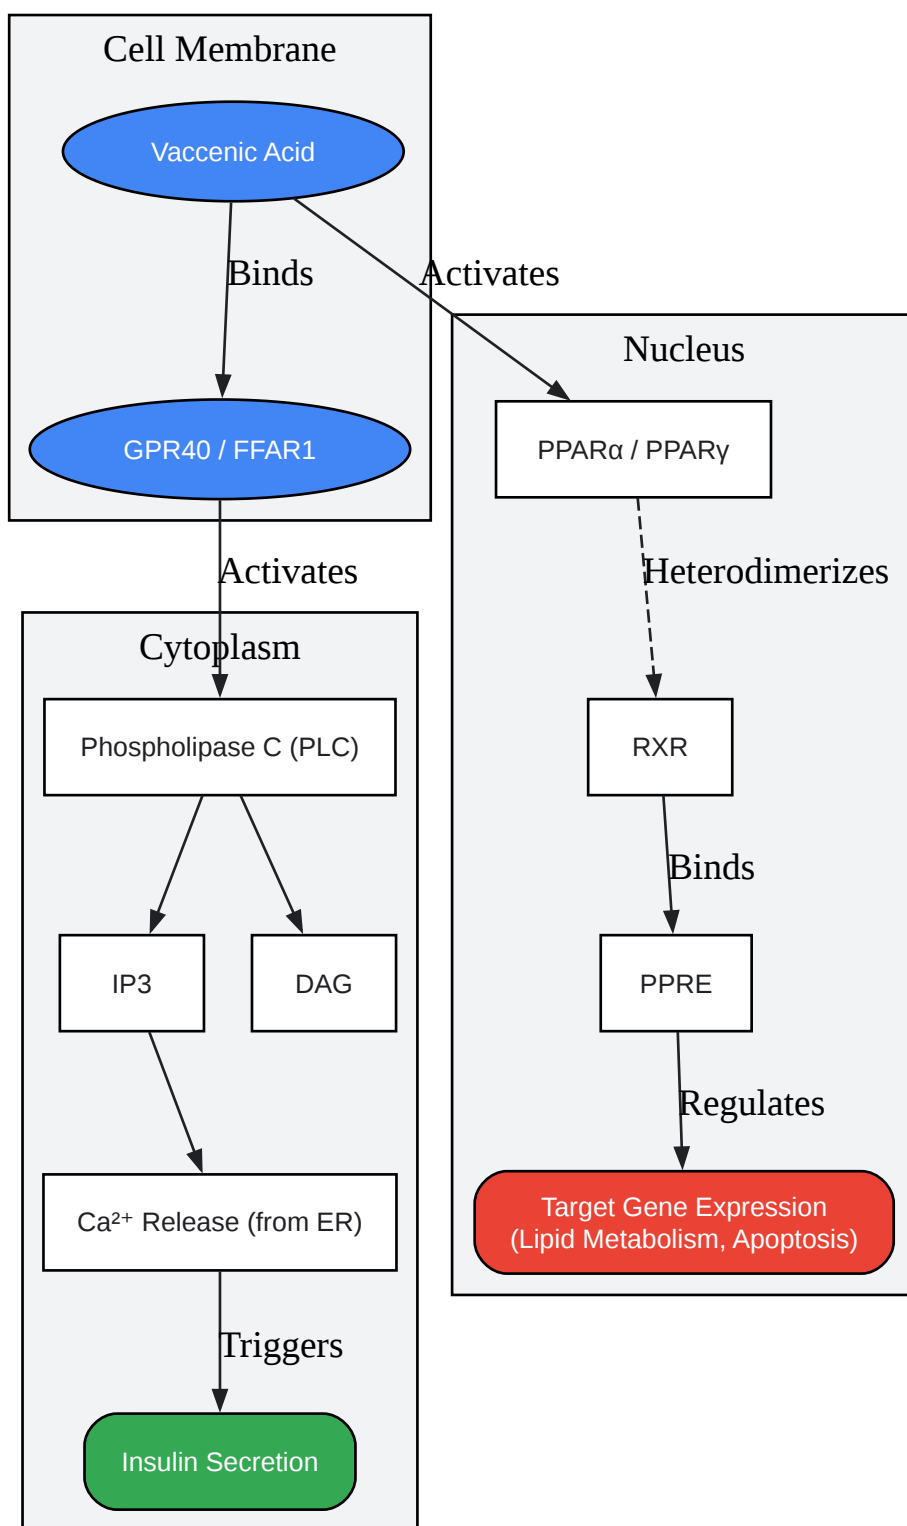 Cell Membrane
Vaccenic Acid
Binds
Activates
Nucleus
GPR40 / FFAR1
PPARα / PPARγ
Activates
Heterodimerizes
Cytoplasm
Phospholipase C (PLC)
RXR
Binds
IP3
DAG
PPRE
Regulates
Ca²⁺ Release (from ER)
Target Gene Expression
(Lipid Metabolism, Apoptosis)
Triggers
Insulin Secretion